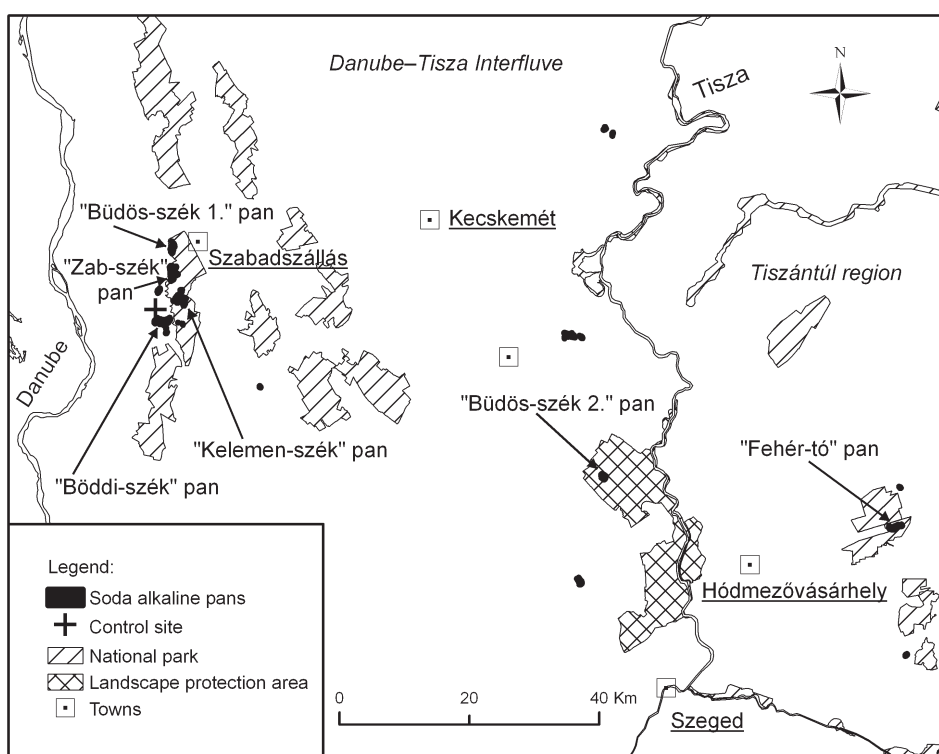 Danube–Tisza Interfluve
Tisza
N
"Büdös-szék 1." pan
Kecskemét
Szabadszállás
"Zab-szék"
pan
Tiszántúl region
Danube
"Büdös-szék 2." pan
"Kelemen-szék" pan
"Fehér-tó" pan
"Böddi-szék" pan
Legend:
Soda alkaline pans
Control site
National park
Landscape protection area
Towns
Hódmezővásárhely
0 20 40 Km
Szeged